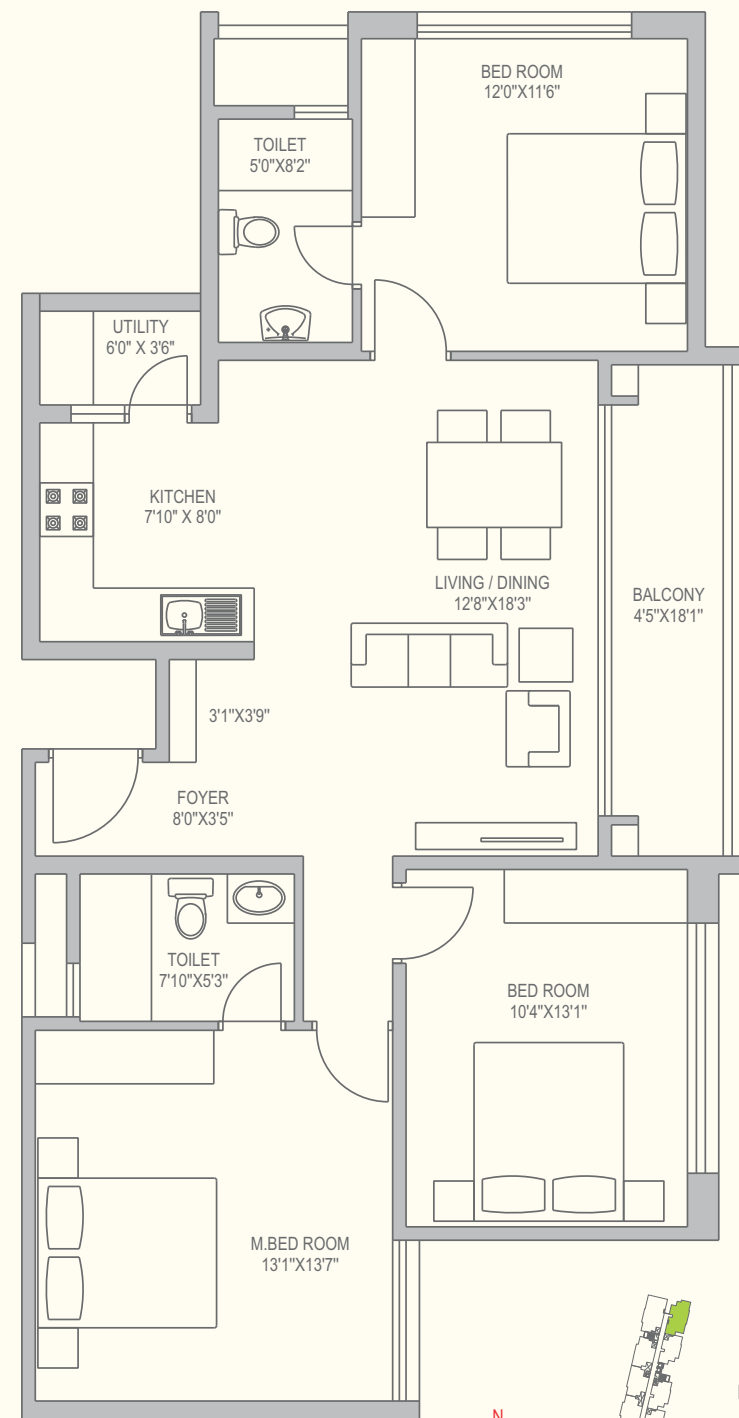 BED ROOM
12'0"X11'6"
TOILET
5'0"X8'2"
UTILITY
6'0" X 3'6"
KITCHEN
7'10" X 8'0"
LIVING / DINING
12'8"X18'3"
BALCONY
4'5"X18'1"
3'1"X3'9"
FOYER
8'0"X3'5"
TOILET
7'10"X5'3"
BED ROOM
10'4"X13'1"
M.BED ROOM
13'1"X13'7"
N